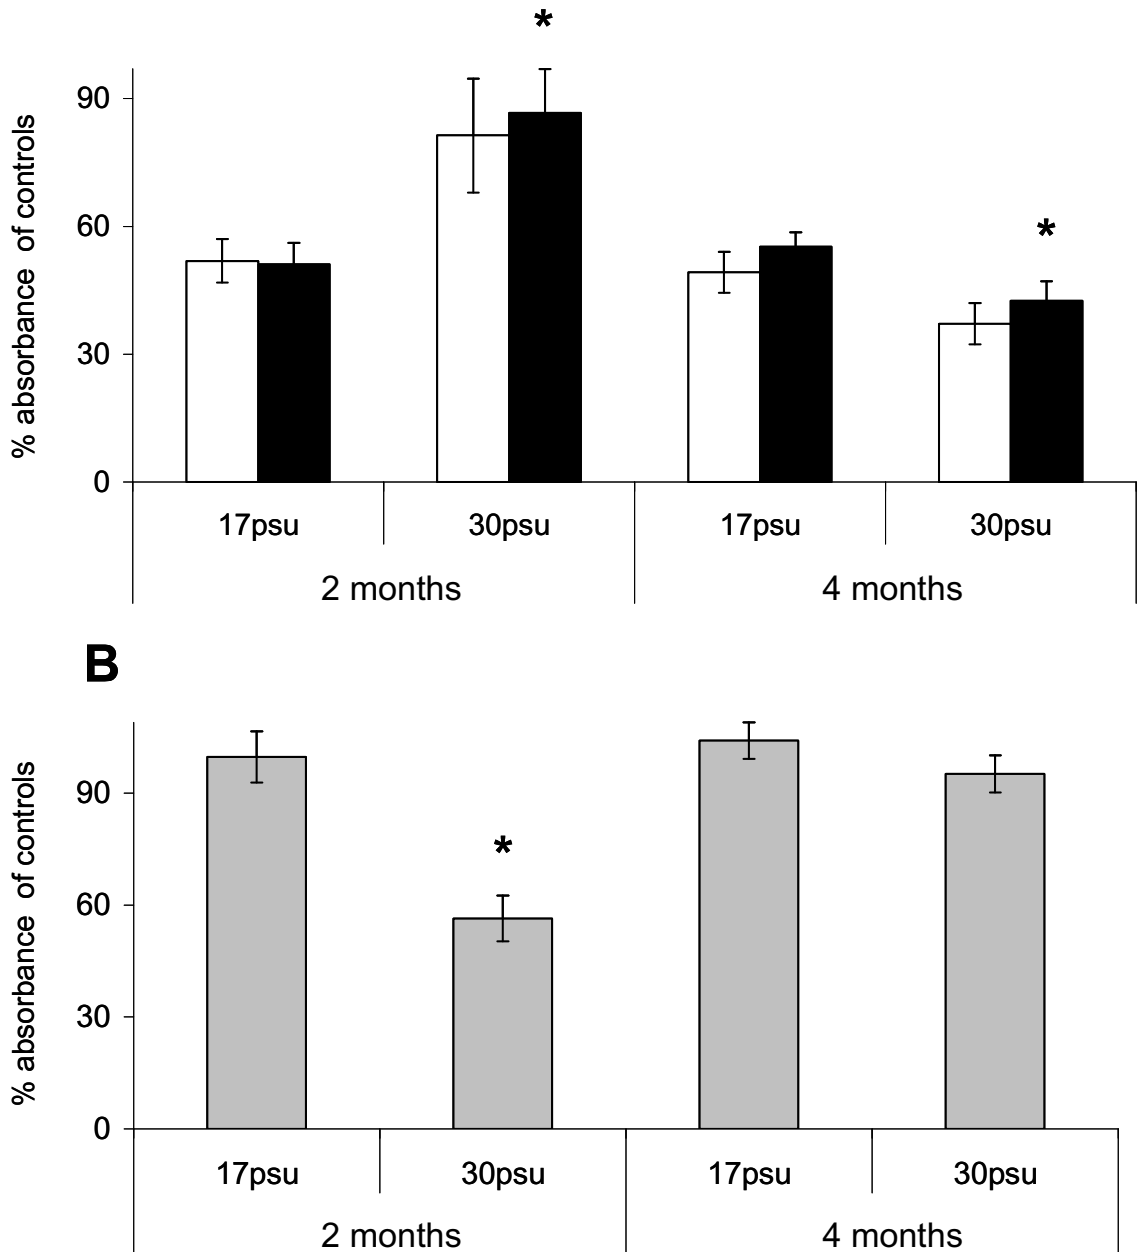 *
90
60
*
30
0
% absorbance of controls
17psu 30psu 17psu 30psu
2 months 4 months
B
90
*
60
30
0
% absorbance of controls
17psu 30psu 17psu 30psu
2 months 4 months